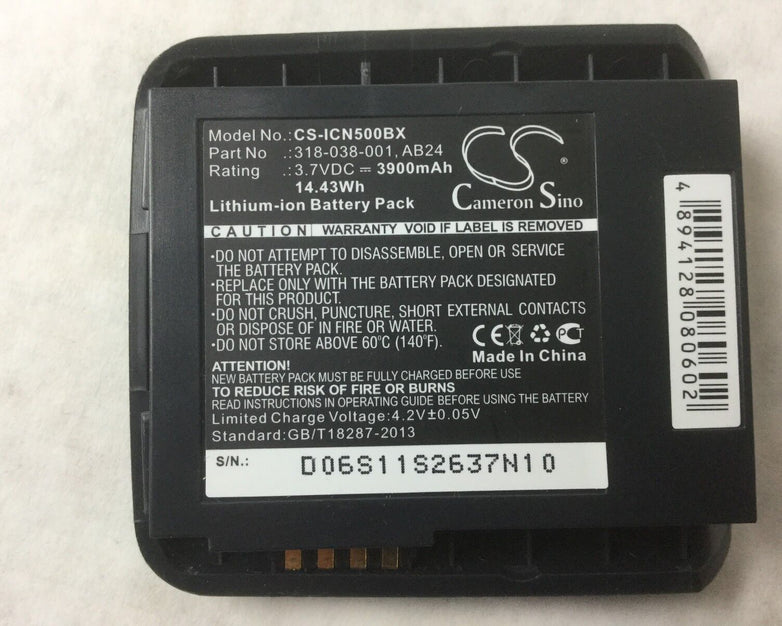 Model No.:CS-ICN500BX
Part No .:318-038-001, AB24
Rating .:3.7VDC ⎓ 3900mAh
14.43Wh
Lithium-ion Battery Pack
CS
®
Cameron Sino
CAUTION WARRANTY VOID IF LABEL IS REMOVED
·DO NOT ATTEMPT TO DISASSEMBLE, OPEN OR SERVICE
THE BATTERY PACK.
·REPLACE ONLY WITH THE BATTERY PACK DESIGNATED
FOR THIS PRODUCT.
·DO NOT CRUSH, PUNCTURE, SHORT EXTERNAL CONTACTS
OR DISPOSE OF IN FIRE OR WATER.
·DO NOT STORE ABOVE 60°C (140°F).
CE PCT
Made In China
ATTENTION!
NEW BATTERY PACK MUST BE FULLY CHARGED BEFORE USE
TO REDUCE RISK OF FIRE OR BURNS
READ INSTRUCTIONS IN OPERATING GUIDE BEFORE USING THE BATTERY
Limited Charge Voltage:4.2V±0.05V
Standard:GB/T18287-2013
S/N.: D06S11S2637N10
4 894128 080602